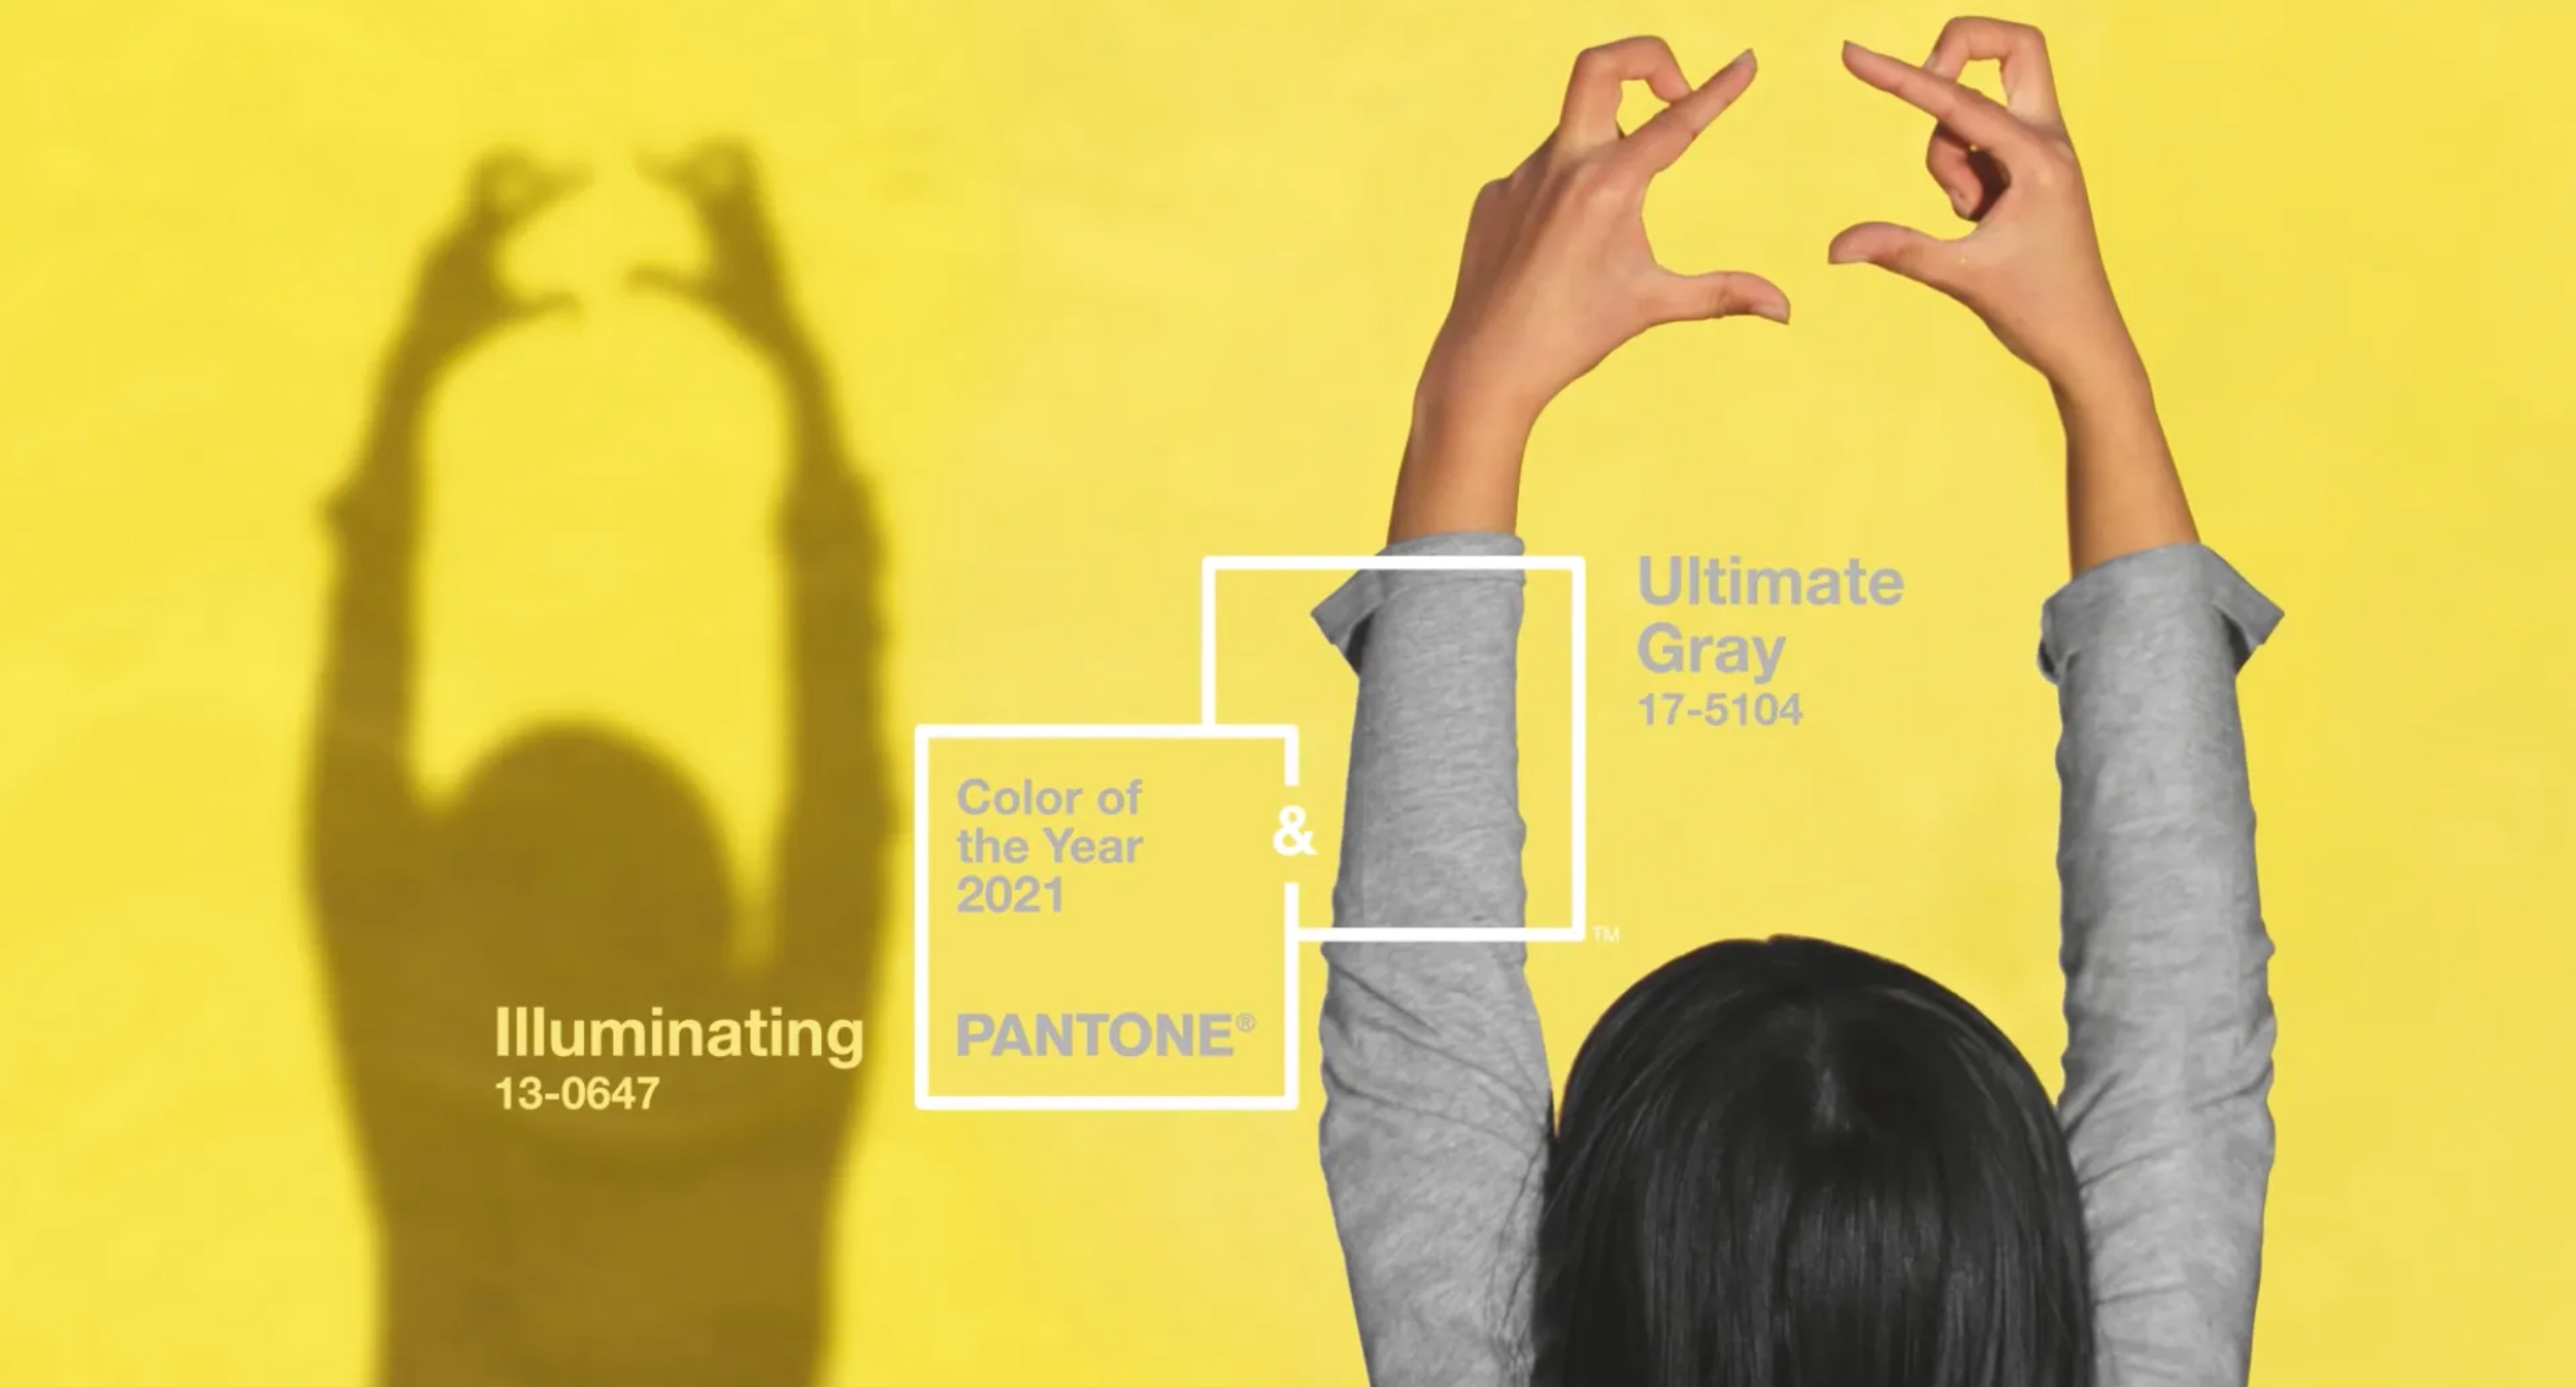 Ultimate
Gray
17-5104
Color of
the Year
2021
&
PANTONE®
TM
Illuminating
13-0647